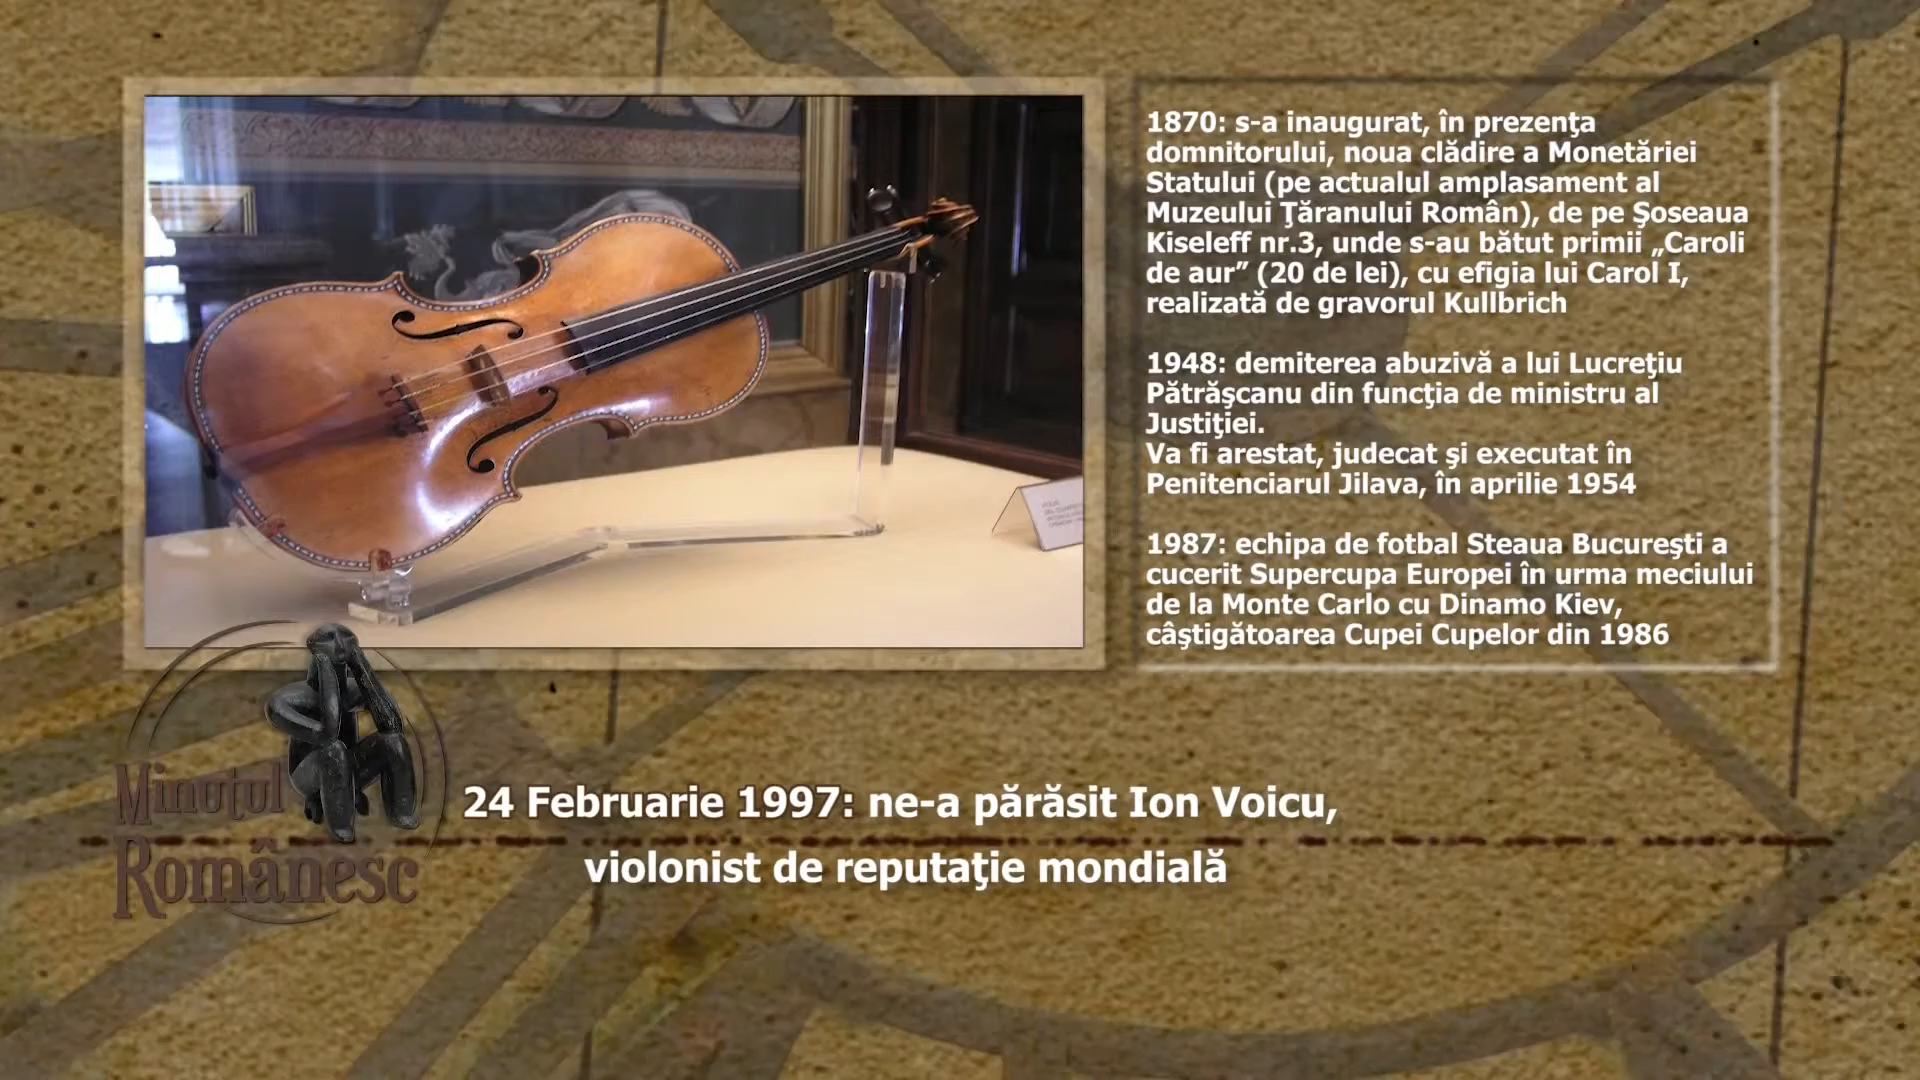 1870: s-a inaugurat, în prezenţa
domnitorului, noua clădire a Monetăriei
Statului (pe actualul amplasament al
Muzeului Ţăranului Român), de pe Şoseaua
Kiseleff nr.3, unde s-au bătut primii „Caroli
de aur” (20 de lei), cu efigia lui Carol I,
realizată de gravorul Kullbrich
1948: demiterea abuzivă a lui Lucreţiu
Pătrăşcanu din funcţia de ministru al
Justiţiei.
Va fi arestat, judecat şi executat în
Penitenciarul Jilava, în aprilie 1954
1987: echipa de fotbal Steaua Bucureşti a
cucerit Supercupa Europei în urma meciului
de la Monte Carlo cu Dinamo Kiev,
câştigătoarea Cupei Cupelor din 1986
Minutul
Românesc
24 Februarie 1997: ne-a părăsit Ion Voicu,
violonist de reputaţie mondială